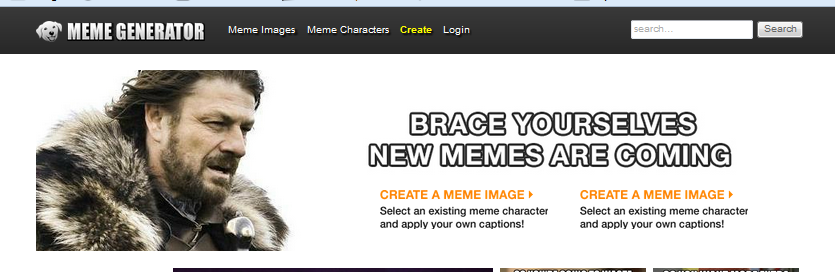 MEME GENERATOR
Meme Images
Meme Characters
Create
Login
search...
Search
BRACE YOURSELVES
NEW MEMES ARE COMING
CREATE A MEME IMAGE
Select an existing meme character
and apply your own captions!
CREATE A MEME IMAGE
Select an existing meme character
and apply your own captions!